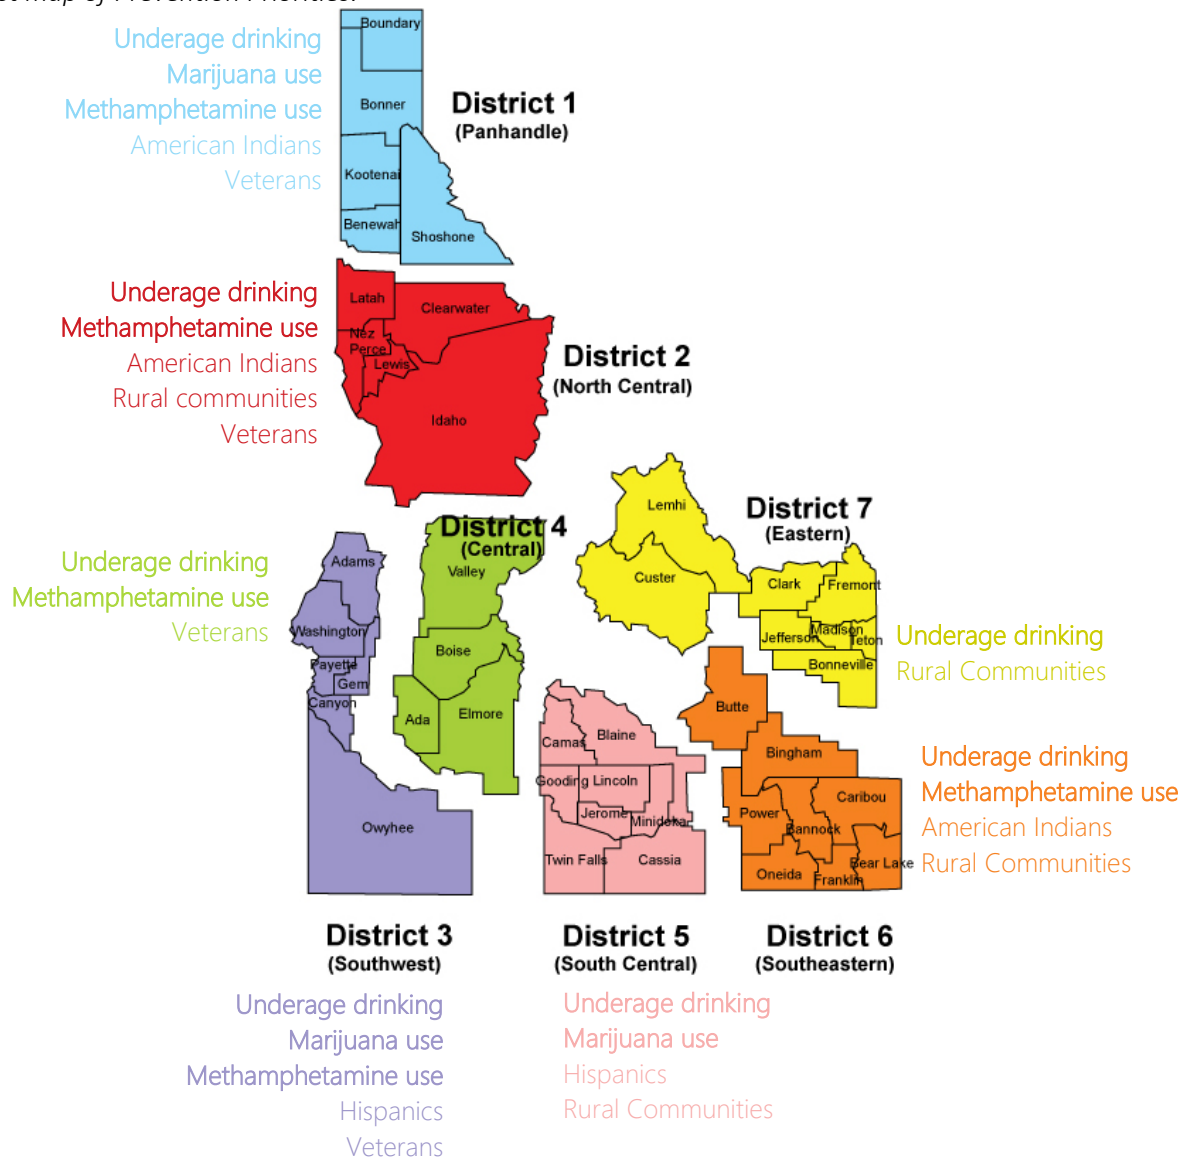 map of Prevention Priorities.
Underage drinking
Marijuana use
Methamphetamine use
American Indians
Veterans
Boundary
Bonner
Kootenai
Benewah
Shoshone
District 1
(Panhandle)
Underage drinking
Methamphetamine use
American Indians
Rural communities
Veterans
Latah
Clearwater
Nez
Perce
Lewis
Idaho
District 2
(North Central)
Underage drinking
Methamphetamine use
Veterans
Adams
Washington
Payette
Gem
Canyon
Owyhee
District 4
(Central)
Valley
Boise
Ada
Elmore
Lemhi
Custer
District 7
(Eastern)
Clark
Fremont
Jefferson
Madison
Teton
Bonneville
Underage drinking
Rural Communities
Camas
Blaine
Gooding
Lincoln
Jerome
Minidoka
Twin Falls
Cassia
Butte
Bingham
Power
Bannock
Caribou
Oneida
Franklin
Bear Lake
Underage drinking
Methamphetamine use
American Indians
Rural Communities
District 3
(Southwest)
Underage drinking
Marijuana use
Methamphetamine use
Hispanics
Veterans
District 5
(South Central)
Underage drinking
Marijuana use
Hispanics
Rural Communities
District 6
(Southeastern)